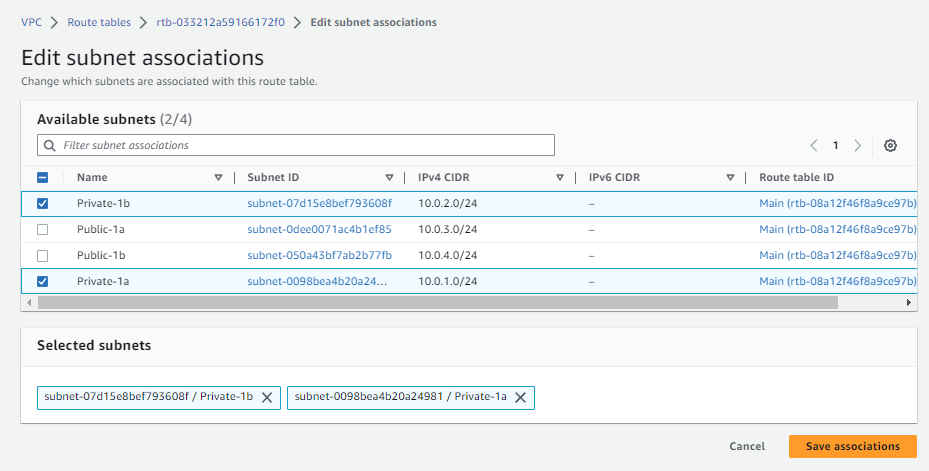 VPC > Route tables > rtb-033212a59166172f0 > Edit subnet associations
Edit subnet associations
Change which subnets are associated with this route table.
Available subnets (2/4)
Filter subnet associations
1
Name Subnet ID IPv4 CIDR IPv6 CIDR Route table ID
Private-1b subnet-07d15e8bef793608f 10.0.2.0/24 – Main (rtb-08a12f46f8a9ce97b)
Public-1a subnet-0dee0071ac4b1ef85 10.0.3.0/24 – Main (rtb-08a12f46f8a9ce97b)
Public-1b subnet-050a43bf7ab2b77fb 10.0.4.0/24 – Main (rtb-08a12f46f8a9ce97b)
Private-1a subnet-0098bea4b20a24... 10.0.1.0/24 – Main (rtb-08a12f46f8a9ce97b)
Selected subnets
subnet-07d15e8bef793608f / Private-1b subnet-0098bea4b20a24981 / Private-1a
Cancel Save associations